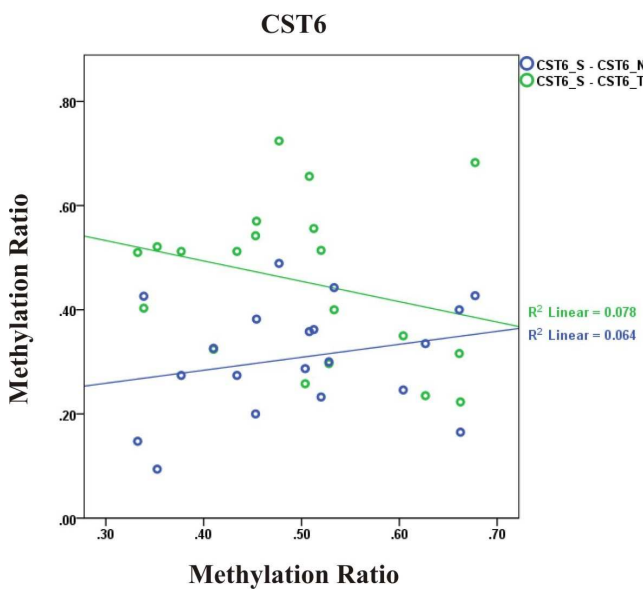 CST6
CST6_S - CST6_N
CST6_S - CST6_T
.80
.60
.40
.20
.00
Methylation Ratio
R² Linear = 0.078
R² Linear = 0.064
.30 .40 .50 .60 .70
Methylation Ratio